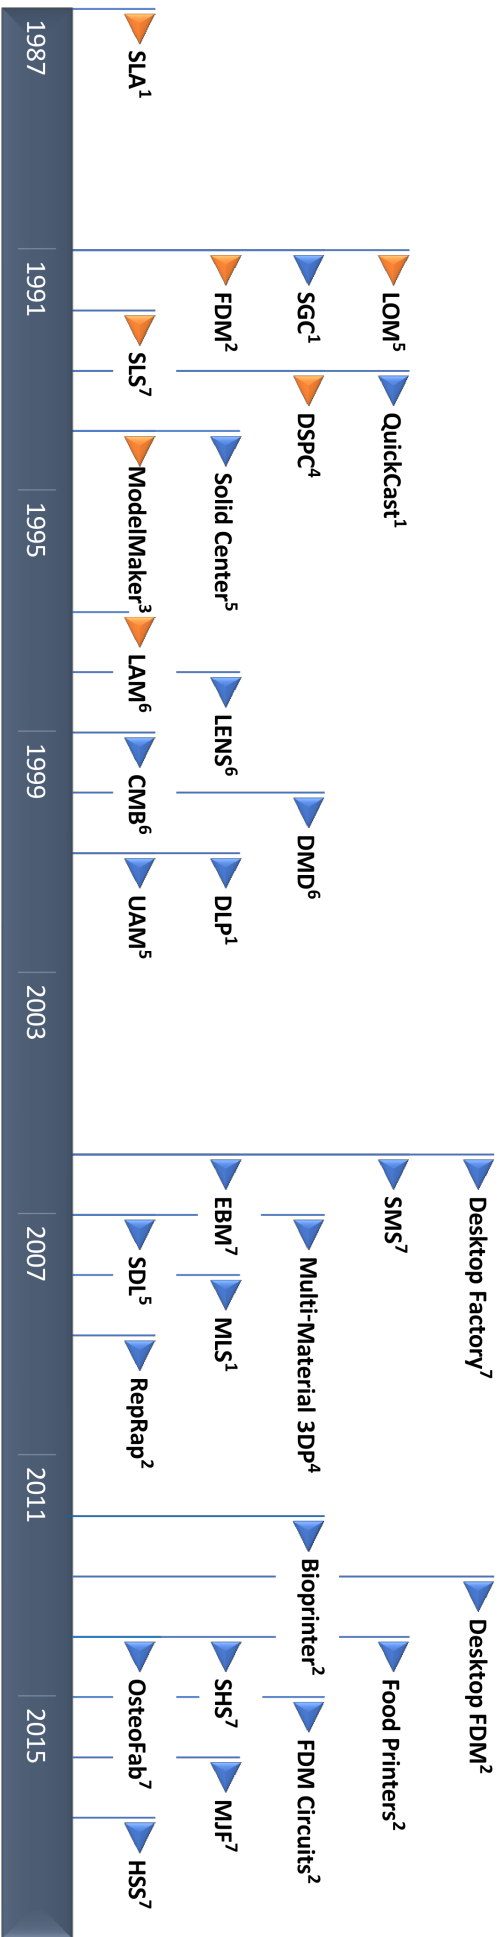 1987
1991
1995
1999
2003
2007
2011
2015
SLA¹
LOM⁵
SGC¹
FDM²
SLS⁷
QuickCast¹
DSPC⁴
Solid Center⁵
ModelMaker³
LAM⁶
LENS⁶
CMB⁶
DMD⁶
DLP¹
UAM⁵
Desktop Factory⁷
SMS⁷
EBM⁷
Multi-Material 3DP⁴
SDL⁵
MLS¹
RepRap²
Bioprinter²
Desktop FDM²
Food Printers²
SHS⁷
OsteoFab⁷
FDM Circuits²
MJF⁷
HSS⁷